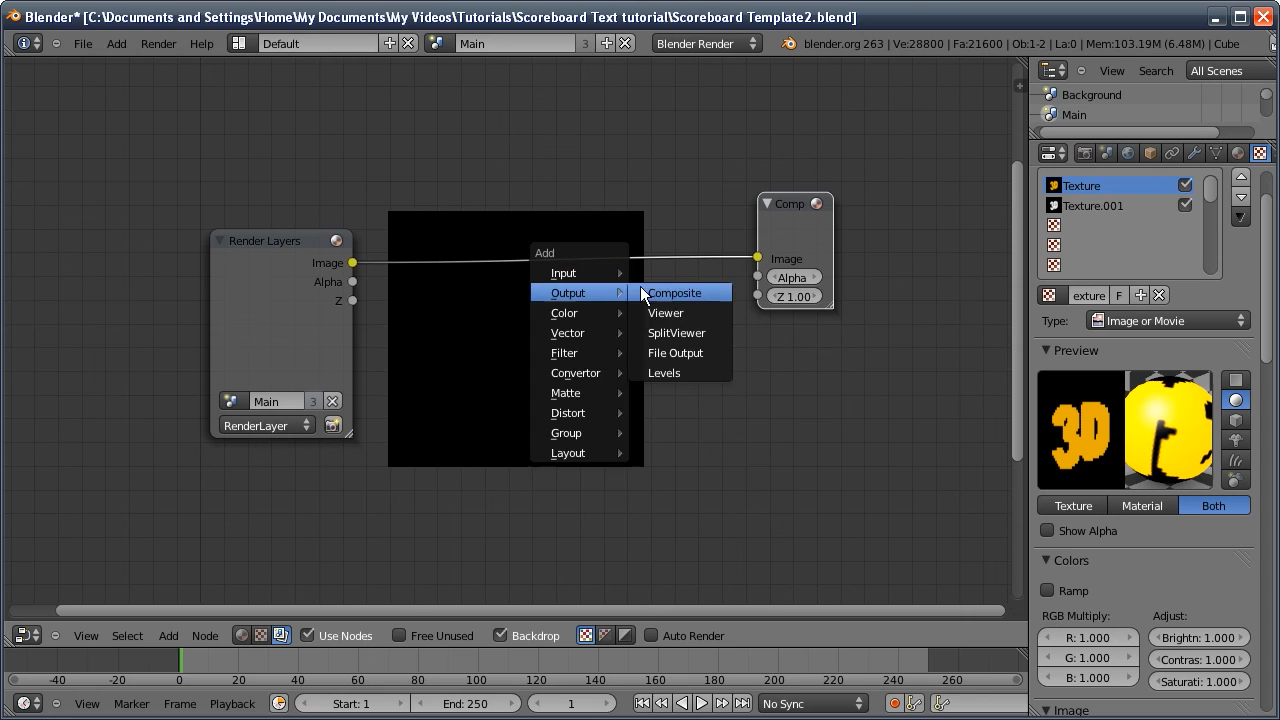 Blender* [C:\Documents and Settings\Home\My Documents\My Videos\Tutorials\Scoreboard Text tutorial\Scoreboard Template2.blend]
File Add Render Help Default Main 3 Blender Render blender.org 263 | Ve:28800 | Fa:21600 | Ob:1-2 | La:0 | Mem:103.19M (6.48M) | Cube
View Search All Scenes
Background
Main
Texture
Texture.001
exture F
Type: Image or Movie
Preview
3D
Texture Material Both
Show Alpha
Colors
Ramp
RGB Multiply: Adjust:
R: 1.000 Brightn: 1.000
G: 1.000 Contras: 1.000
B: 1.000 Saturati: 1.000
Image
Render Layers
Image
Alpha
Z
Main 3
RenderLayer
Add
Input
Output
Color
Vector
Filter
Convertor
Matte
Distort
Group
Layout
Composite
Viewer
SplitViewer
File Output
Levels
Comp
Image
Alpha
Z 1.00
View Select Add Node Use Nodes Free Unused Backdrop Auto Render
-40 -20 0 20 40 60 80 100 120 140 160 180 200 220 240 260
View Marker Frame Playback Start: 1 End: 250 1 No Sync